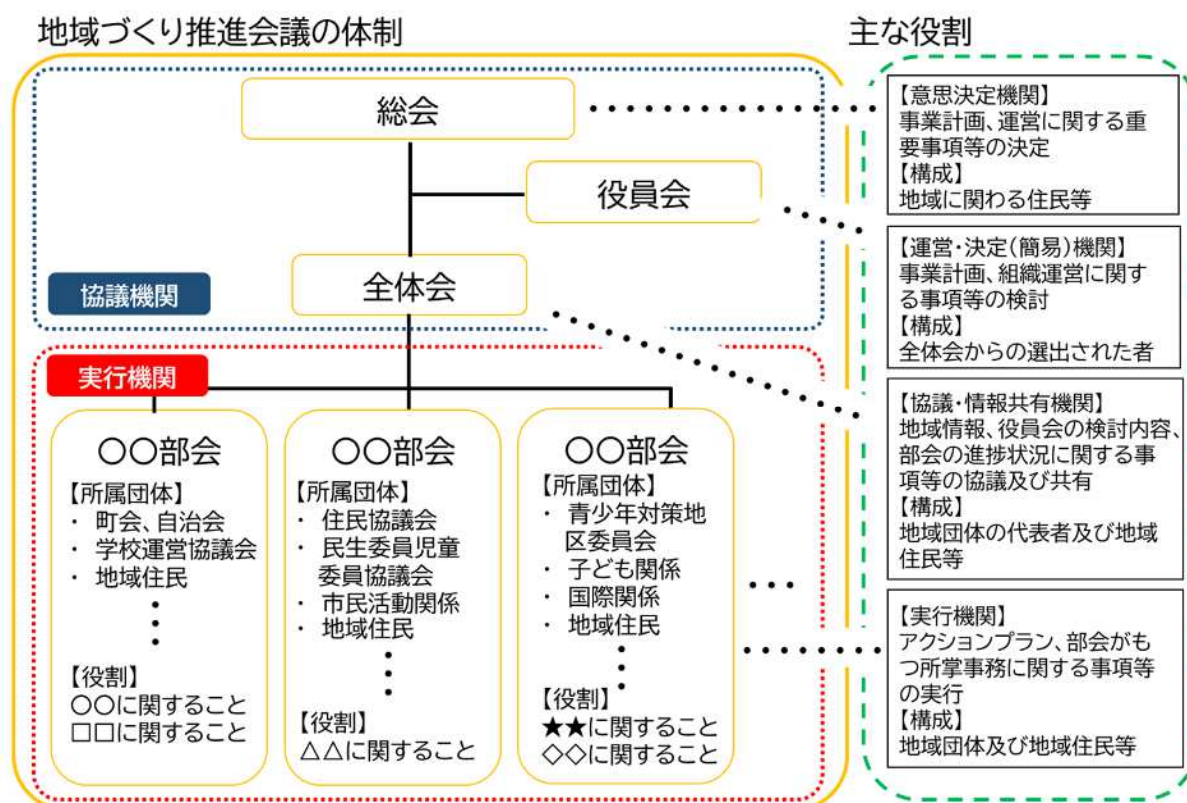 地域づくり推進会議の体制
総会
役員会
全体会
協議機関
実行機関
〇〇部会
【所属団体】
・ 町会、自治会
・ 学校運営協議会
・ 地域住民
【役割】
〇〇に関すること
□□に関すること
〇〇部会
【所属団体】
・ 住民協議会
・ 民生委員児童
委員協議会
・ 市民活動関係
・ 地域住民
【役割】
△△に関すること
〇〇部会
【所属団体】
・ 青少年対策地
区委員会
・ 子ども関係
・ 国際関係
・ 地域住民
【役割】
★★に関すること
◇◇に関すること
主な役割
【意思決定機関】
事業計画、運営に関する重
要事項等の決定
【構成】
地域に関わる住民等
【運営・決定(簡易)機関】
事業計画、組織運営に関す
る事項等の検討
【構成】
全体会からの選出された者
【協議・情報共有機関】
地域情報、役員会の検討内容、
部会の進捗状況に関する事
項等の協議及び共有
【構成】
地域団体の代表者及び地域
住民等
【実行機関】
アクションプラン、部会がも
つ所掌事務に関する事項等
の実行
【構成】
地域団体及び地域住民等